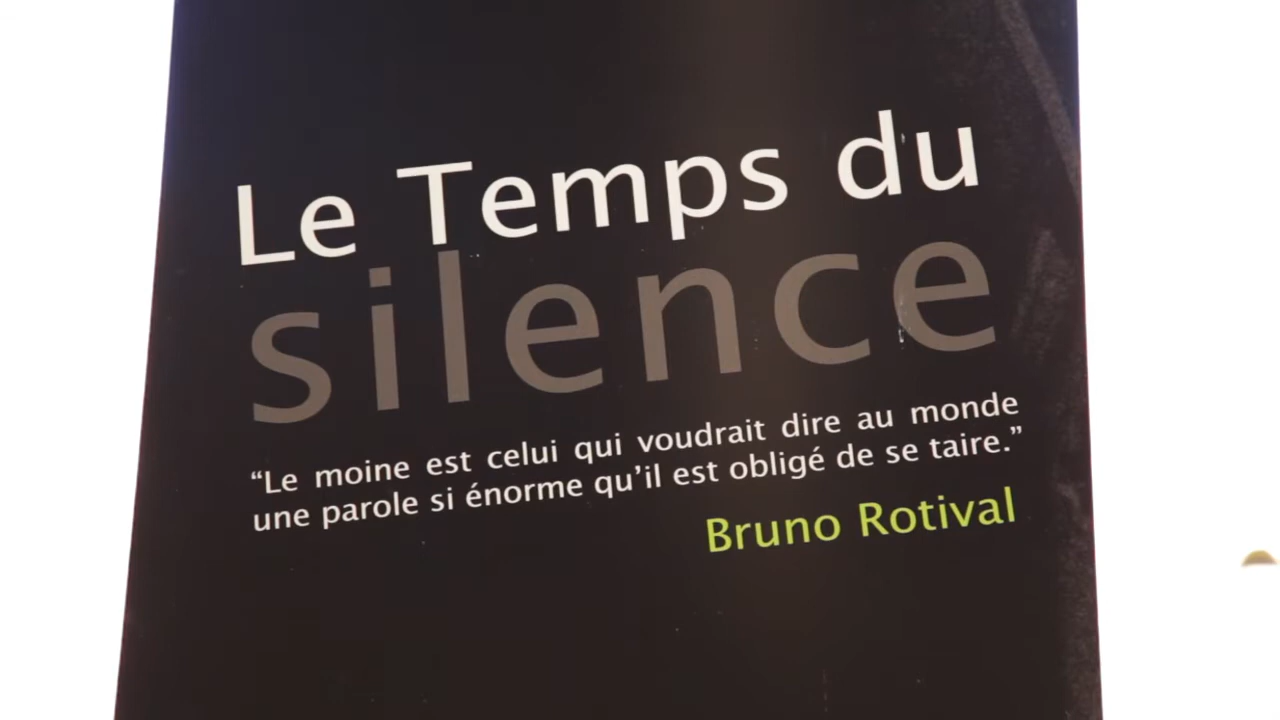 Le Temps du
silence
“Le moine est celui qui voudrait dire au monde
une parole si énorme qu’il est obligé de se taire.”
Bruno Rotival